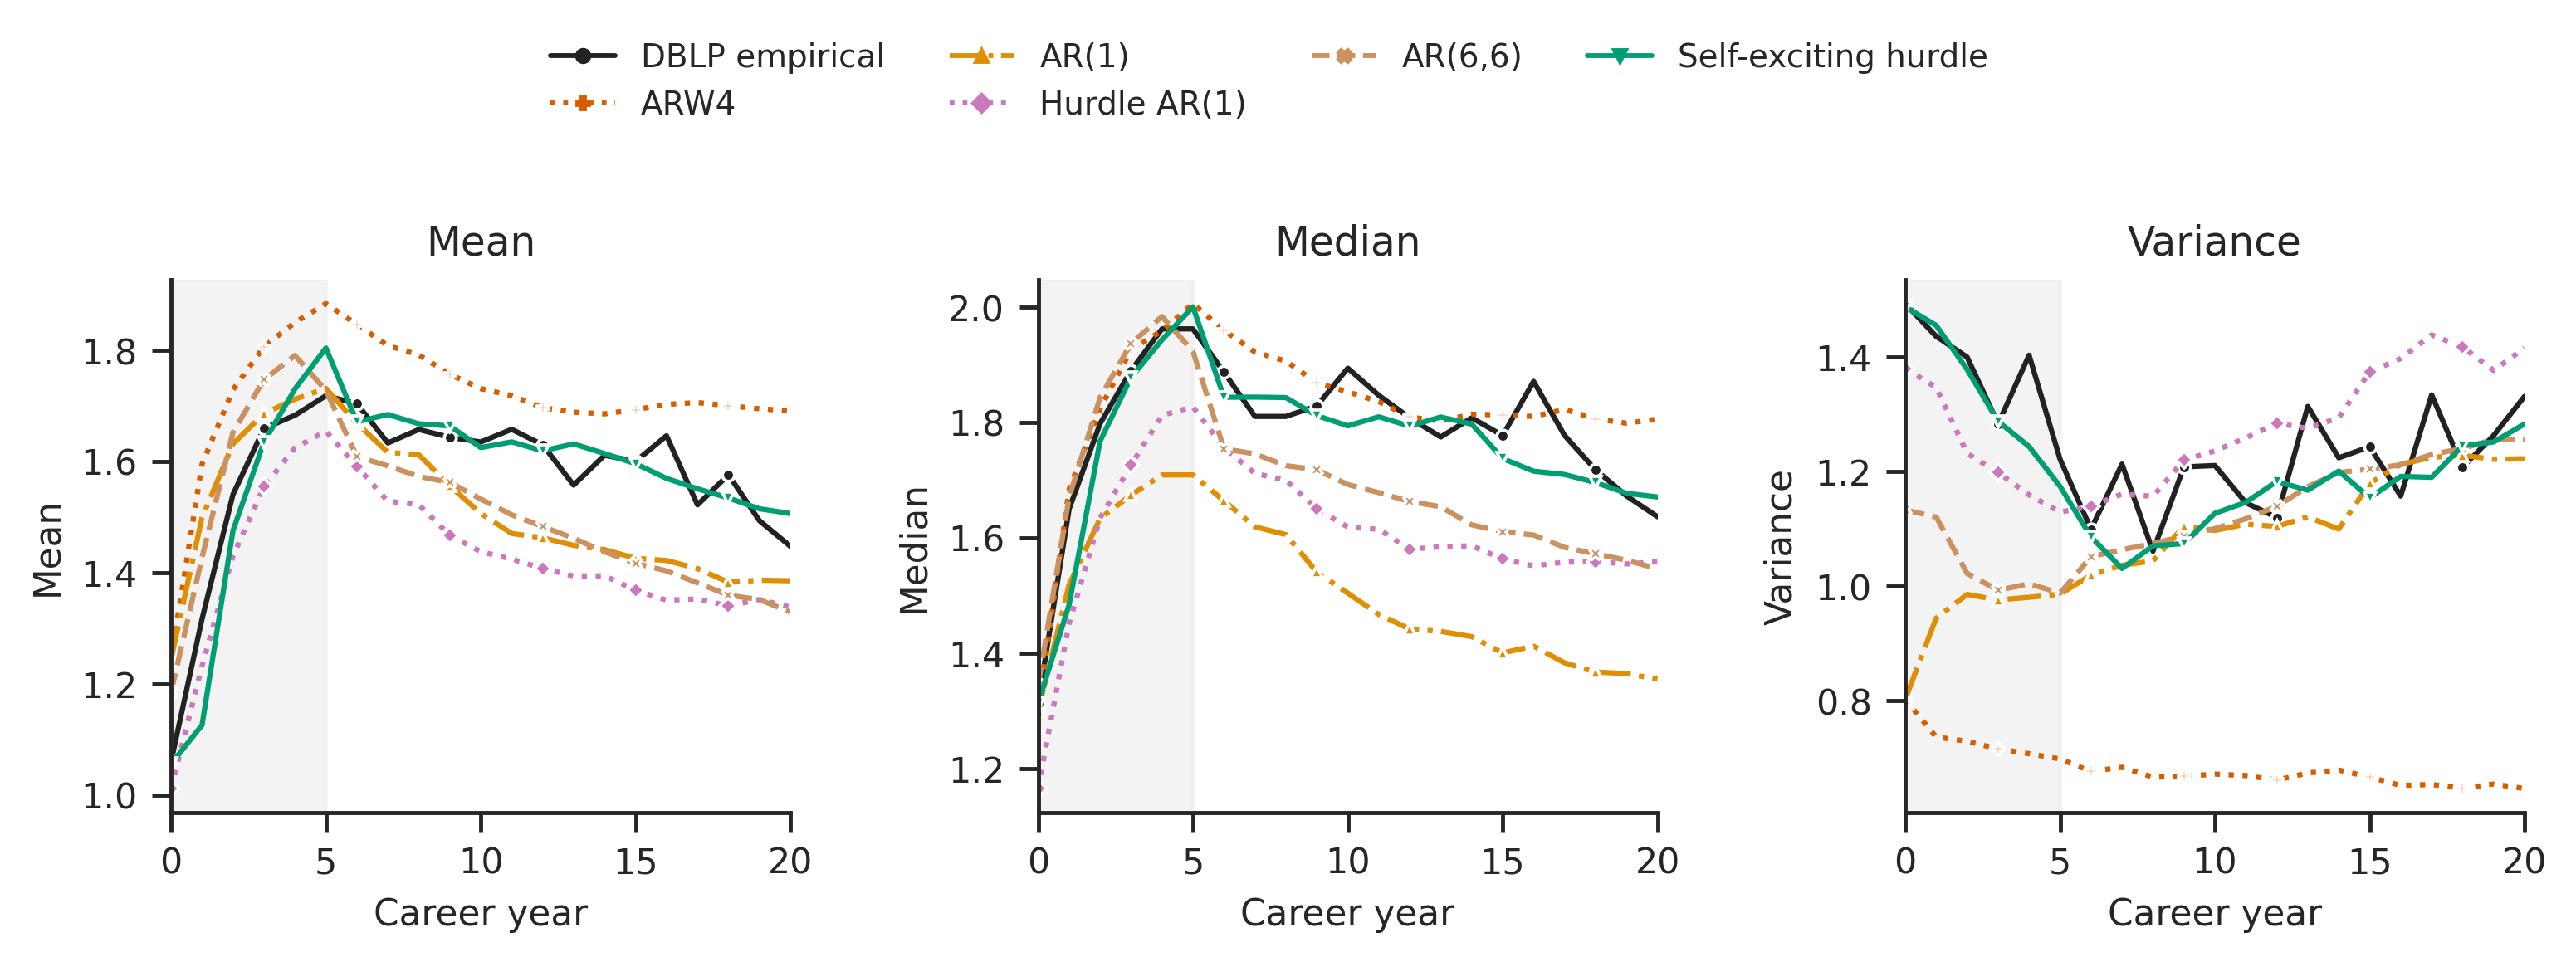 DBLP empirical AR(1) AR(6,6) Self-exciting hurdle
ARW4 Hurdle AR(1)
Mean Median Variance
Mean
1.8
1.6
1.4
1.2
1.0
0 5 10 15 20
Career year
Median
2.0
1.8
1.6
1.4
1.2
0 5 10 15 20
Career year
Variance
1.4
1.2
1.0
0.8
0 5 10 15 20
Career year